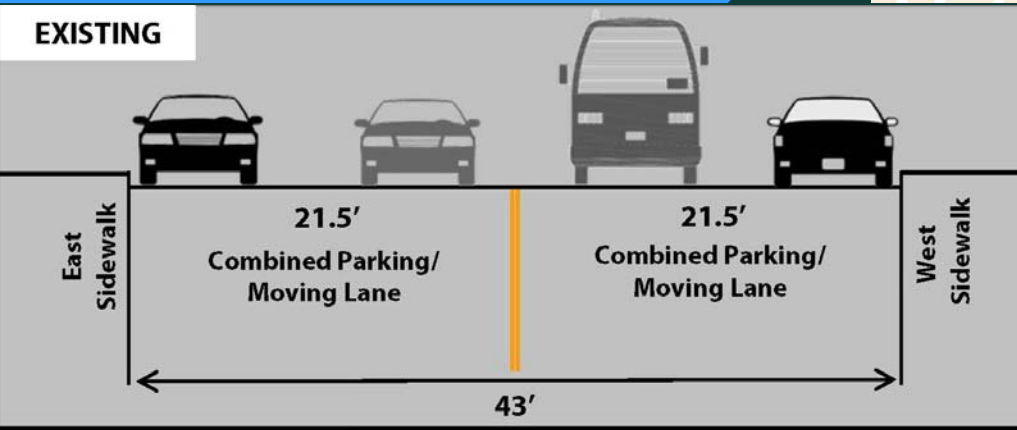 EXISTING
East
Sidewalk
21.5′
Combined Parking/
Moving Lane
21.5′
Combined Parking/
Moving Lane
West
Sidewalk
43′